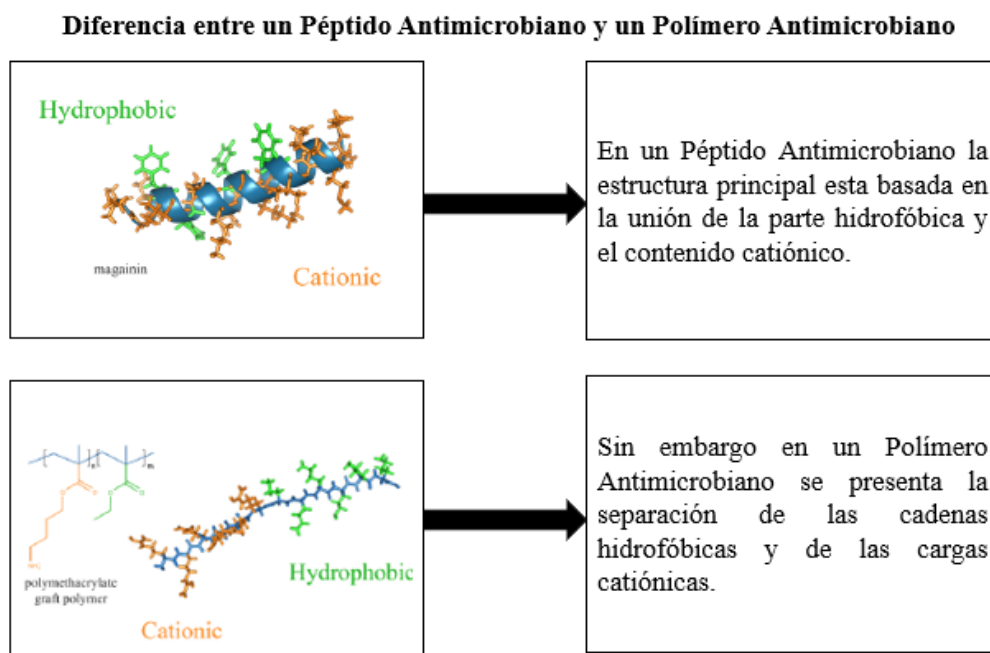 Diferencia entre un Péptido Antimicrobiano y un Polímero Antimicrobiano
Hydrophobic
magainin
Cationic
En un Péptido Antimicrobiano la
estructura principal esta basada en
la unión de la parte hidrofóbica y
el contenido catiónico.
n
m
O
O
O
O
polymethacrylate
graft polymer
Hydrophobic
Cationic
Sin embargo en un Polímero
Antimicrobiano se presenta la
separación de las cadenas
hidrofóbicas y de las cargas
catiónicas.